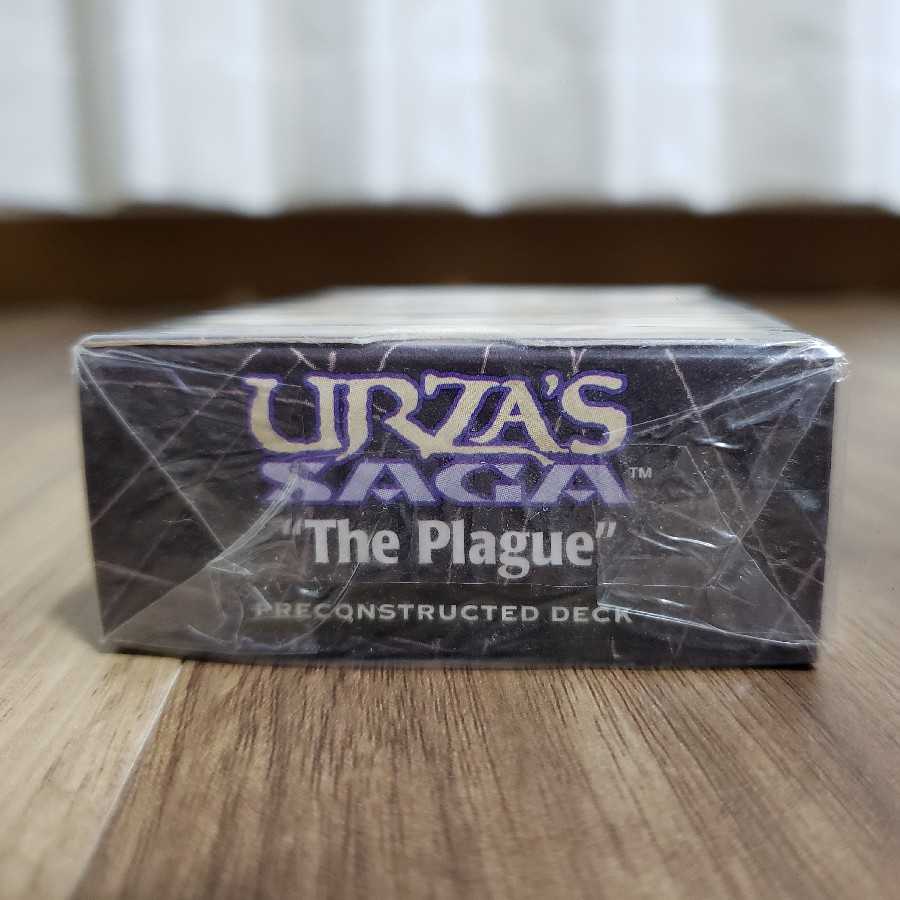 URZA'S
SAGA™
"The Plague"
PRECONSTRUCTED DECK